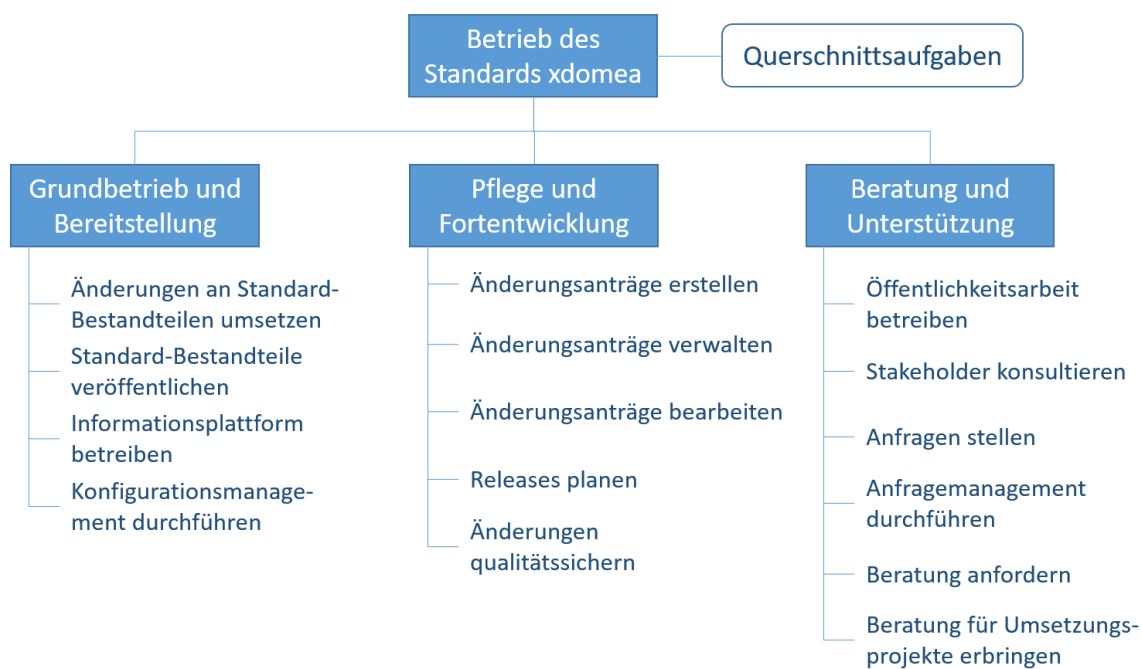 Betrieb des
Standards xdomea
Querschnittsaufgaben
Grundbetrieb und
Bereitstellung
Änderungen an Standard-
Bestandteilen umsetzen
Standard-Bestandteile
veröffentlichen
Informationsplattform
betreiben
Konfigurationsmanage-
ment durchführen
Pflege und
Fortentwicklung
Änderungsanträge erstellen
Änderungsanträge verwalten
Änderungsanträge bearbeiten
Releases planen
Änderungen
qualitätssichern
Beratung und
Unterstützung
Öffentlichkeitsarbeit
betreiben
Stakeholder konsultieren
Anfragen stellen
Anfragemanagement
durchführen
Beratung anfordern
Beratung für Umsetzungs-
projekte erbringen